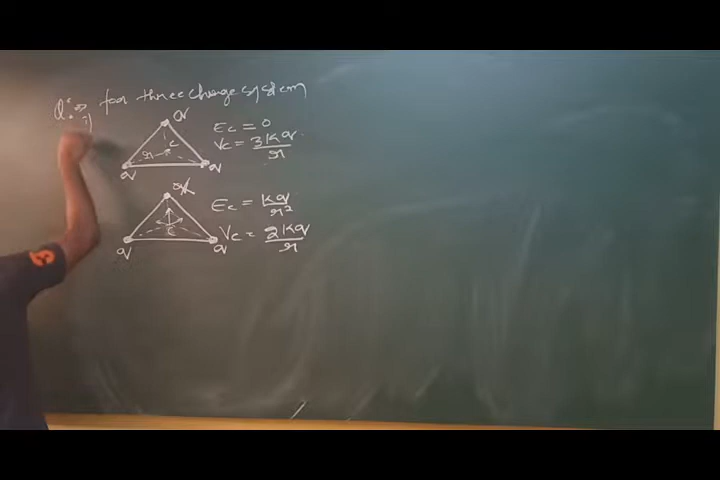 Q:⇒ for three charge system
i)
q
Ec = 0
Vc = 3kq/r
r
c
q
q
q
Ec = kq/r²
c
Vc = 2kq/r
q
q